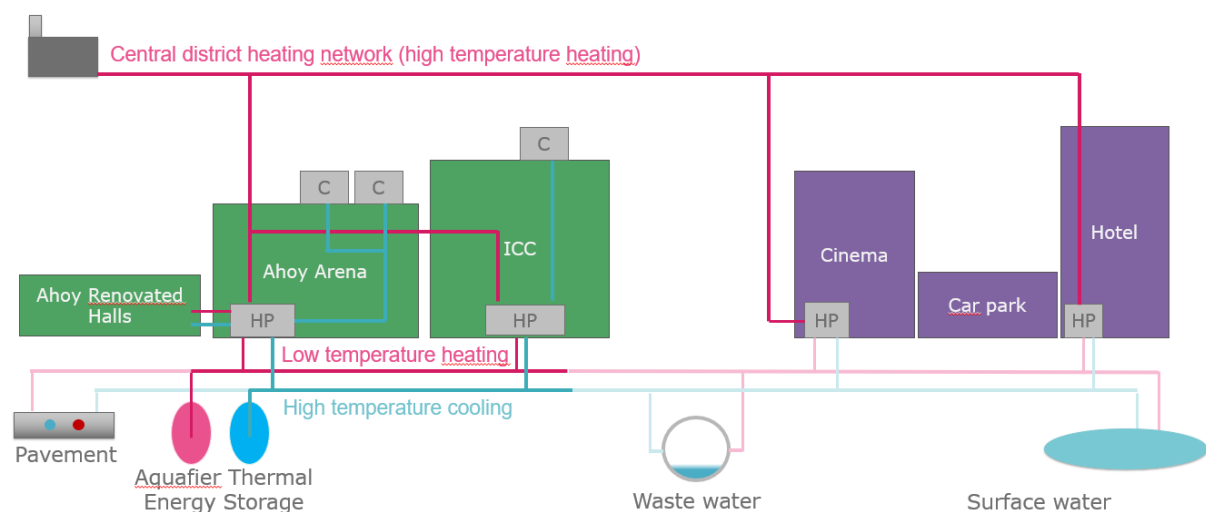 Central district heating network (high temperature heating)
C
C
C
ICC
Ahoy Arena
Ahoy Renovated
Halls
HP
HP
Cinema
Hotel
Car park
HP
HP
Low temperature heating
High temperature cooling
Pavement
Aquafier Thermal
Energy Storage
Waste water
Surface water